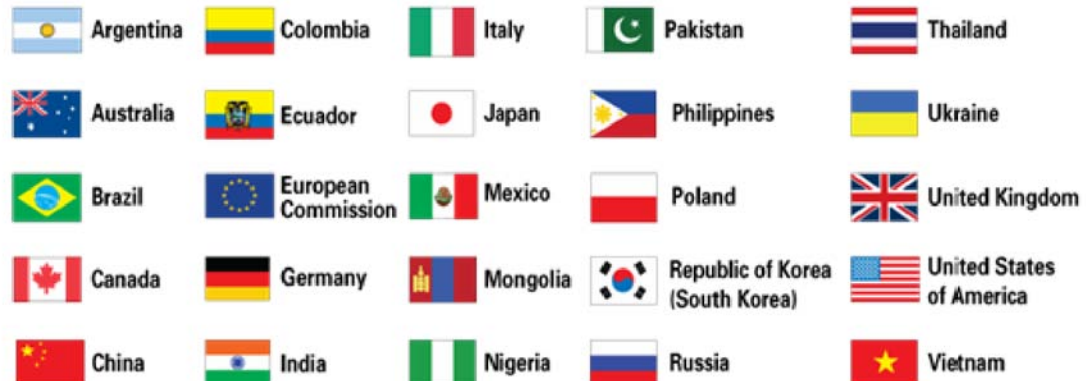 Argentina
Colombia
Italy
Pakistan
Thailand
Australia
Ecuador
Japan
Philippines
Ukraine
Brazil
European
Commission
Mexico
Poland
United Kingdom
Canada
Germany
Mongolia
Republic of Korea
(South Korea)
United States
of America
China
India
Nigeria
Russia
Vietnam